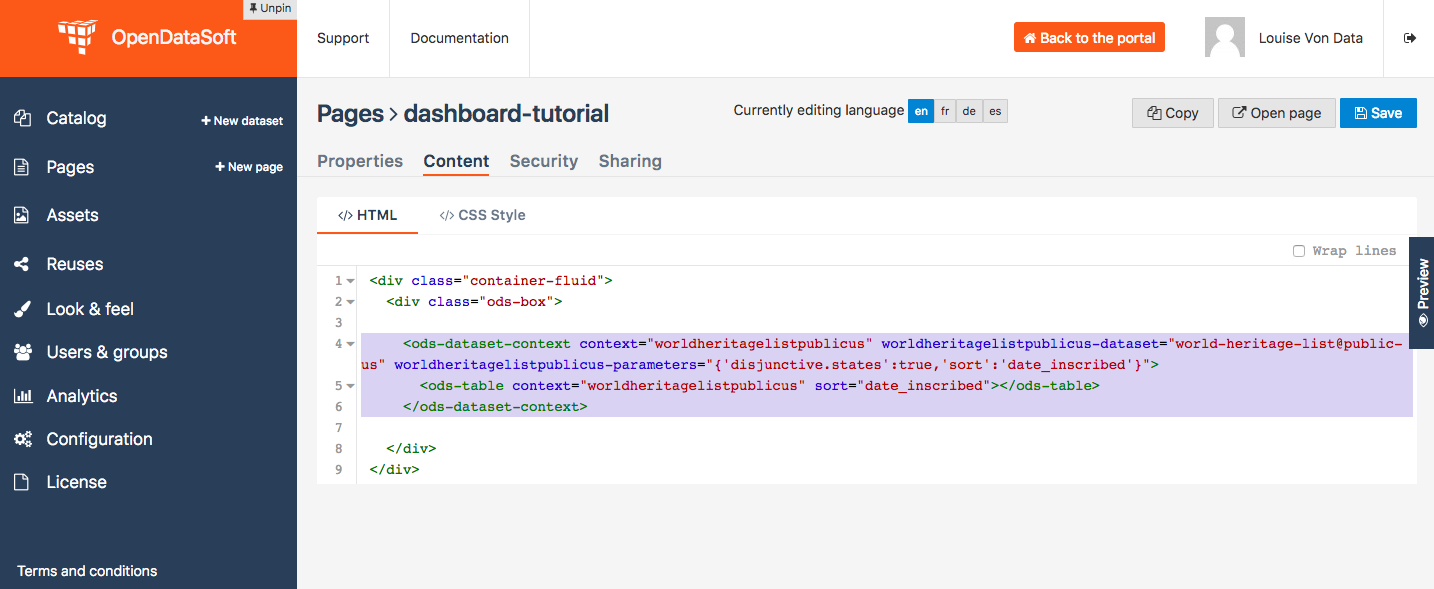 Unpin
OpenDataSoft
Support
Documentation
Back to the portal
Louise Von Data
Catalog
+ New dataset
Pages
+ New page
Assets
Reuses
Look & feel
Users & groups
Analytics
Configuration
License
Terms and conditions
Pages > dashboard-tutorial
Currently editing language en fr de es
Copy
Open page
Save
Properties Content Security Sharing
</> HTML
</> CSS Style
Wrap lines
Preview
1 <div class="container-fluid">
2 <div class="ods-box">
3
4 <ods-dataset-context context="worldheritagelistpublicus" worldheritagelistpublicus-dataset="world-heritage-list@public-
us" worldheritagelistpublicus-parameters="{'disjunctive.states':true,'sort':'date_inscribed'}">
5 <ods-table context="worldheritagelistpublicus" sort="date_inscribed"></ods-table>
6 </ods-dataset-context>
7
8 </div>
9 </div>